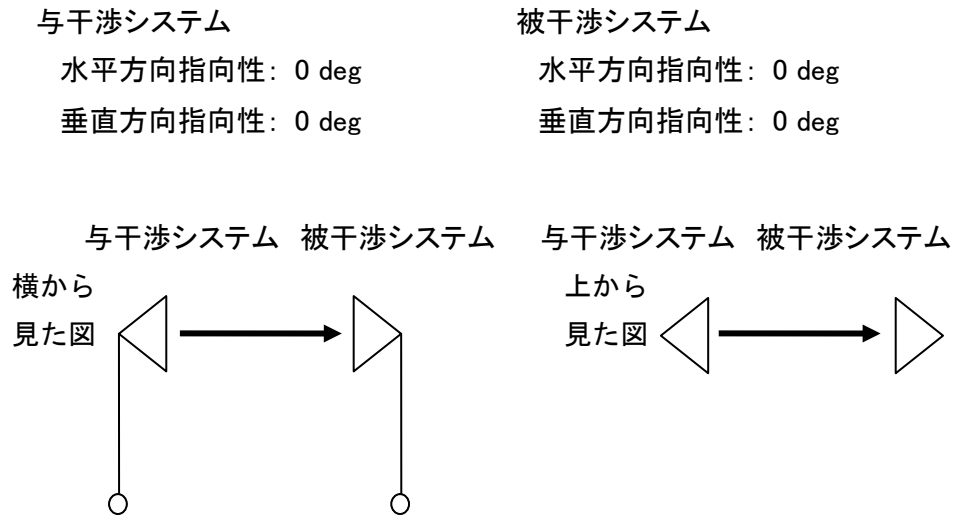 与干渉システム
水平方向指向性: 0 deg
垂直方向指向性: 0 deg
被干渉システム
水平方向指向性: 0 deg
垂直方向指向性: 0 deg
与干渉システム 被干渉システム
横から
見た図
与干渉システム 被干渉システム
上から
見た図